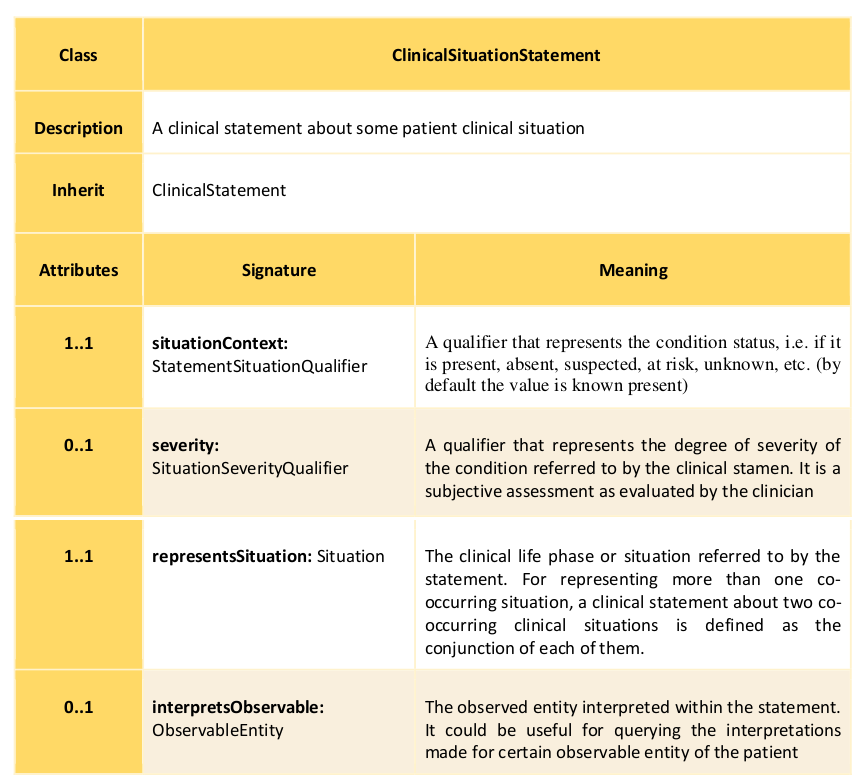 Class
ClinicalSituationStatement
Description
A clinical statement about some patient clinical situation
Inherit
ClinicalStatement
Attributes
Signature
Meaning
1..1
situationContext:
StatementSituationQualifier
A qualifier that represents the condition status, i.e. if it
is present, absent, suspected, at risk, unknown, etc. (by
default the value is known present)
0..1
severity:
SituationSeverityQualifier
A qualifier that represents the degree of severity of
the condition referred to by the clinical stamen. It is a
subjective assessment as evaluated by the clinician
1..1
representsSituation: Situation
The clinical life phase or situation referred to by the
statement. For representing more than one co-
occurring situation, a clinical statement about two co-
occurring clinical situations is defined as the
conjunction of each of them.
0..1
interpretsObservable:
ObservableEntity
The observed entity interpreted within the statement.
It could be useful for querying the interpretations
made for certain observable entity of the patient